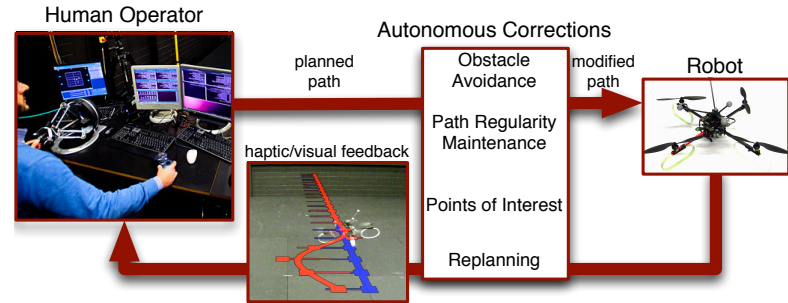 Human Operator
Autonomous Corrections
planned
path
Obstacle
Avoidance
Path Regularity
Maintenance
Points of Interest
Replanning
modified
path
Robot
haptic/visual feedback